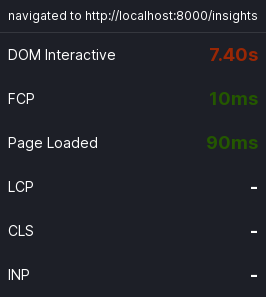 navigated to http://localhost:8000/insights
DOM Interactive 7.40s
FCP 10ms
Page Loaded 90ms
LCP -
CLS -
INP -